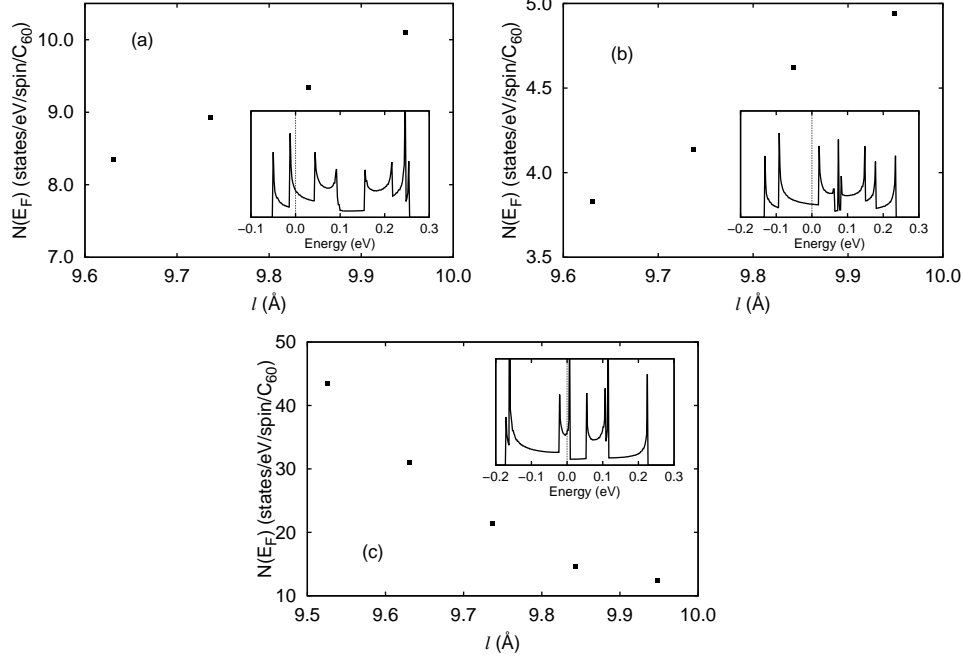 10.0
9.0
8.0
7.0
N(E_F) (states/eV/spin/C_60)
(a)
−0.1 0.0 0.1 0.2 0.3
Energy (eV)
9.6 9.7 9.8 9.9 10.0
l (Å)
5.0
4.5
4.0
3.5
N(E_F) (states/eV/spin/C_60)
(b)
−0.2 −0.1 0.0 0.1 0.2 0.3
Energy (eV)
9.6 9.7 9.8 9.9 10.0
l (Å)
50
40
30
20
10
N(E_F) (states/eV/spin/C_60)
−0.2 −0.1 0.0 0.1 0.2 0.3
Energy (eV)
(c)
9.5 9.6 9.7 9.8 9.9 10.0
l (Å)